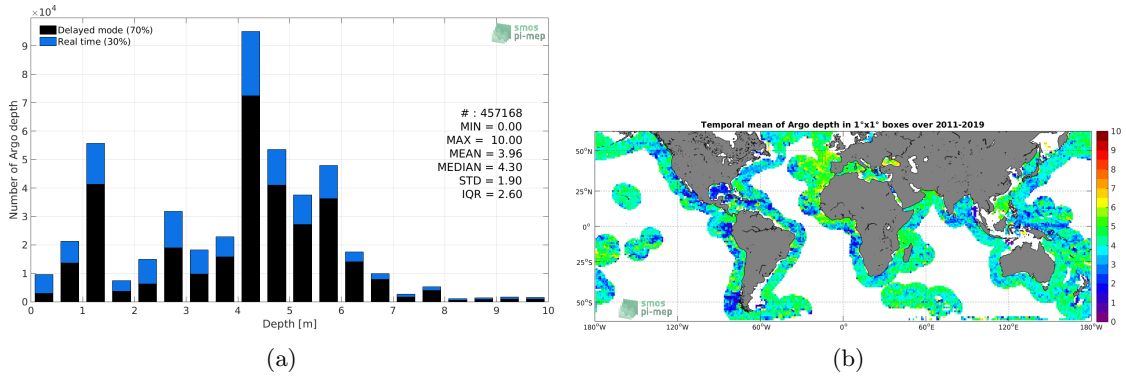 ×10⁴
Delayed mode (70%)
Real time (30%)
smos
pi-mep
9
8
7
6
5
4
3
2
1
0
Number of Argo depth
# : 457168
MIN = 0.00
MAX = 10.00
MEAN = 3.96
MEDIAN = 4.30
STD = 1.90
IQR = 2.60
0 1 2 3 4 5 6 7 8 9 10
Depth [m]
(a)
Temporal mean of Argo depth in 1°x1° boxes over 2011-2019
50°N
25°N
0°
25°S
50°S
smos
pi-mep
180°W 120°W 60°W 0° 60°E 120°E 180°W
10
9
8
7
6
5
4
3
2
1
0
(b)